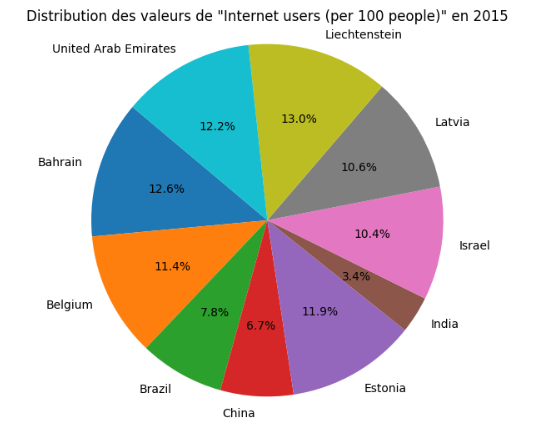 Distribution des valeurs de "Internet users (per 100 people)" en 2015
Liechtenstein
United Arab Emirates
13.0%
12.2%
Latvia
10.6%
Bahrain
12.6%
10.4%
Israel
11.4%
3.4%
Belgium
7.8%
11.9%
6.7%
India
Brazil
Estonia
China